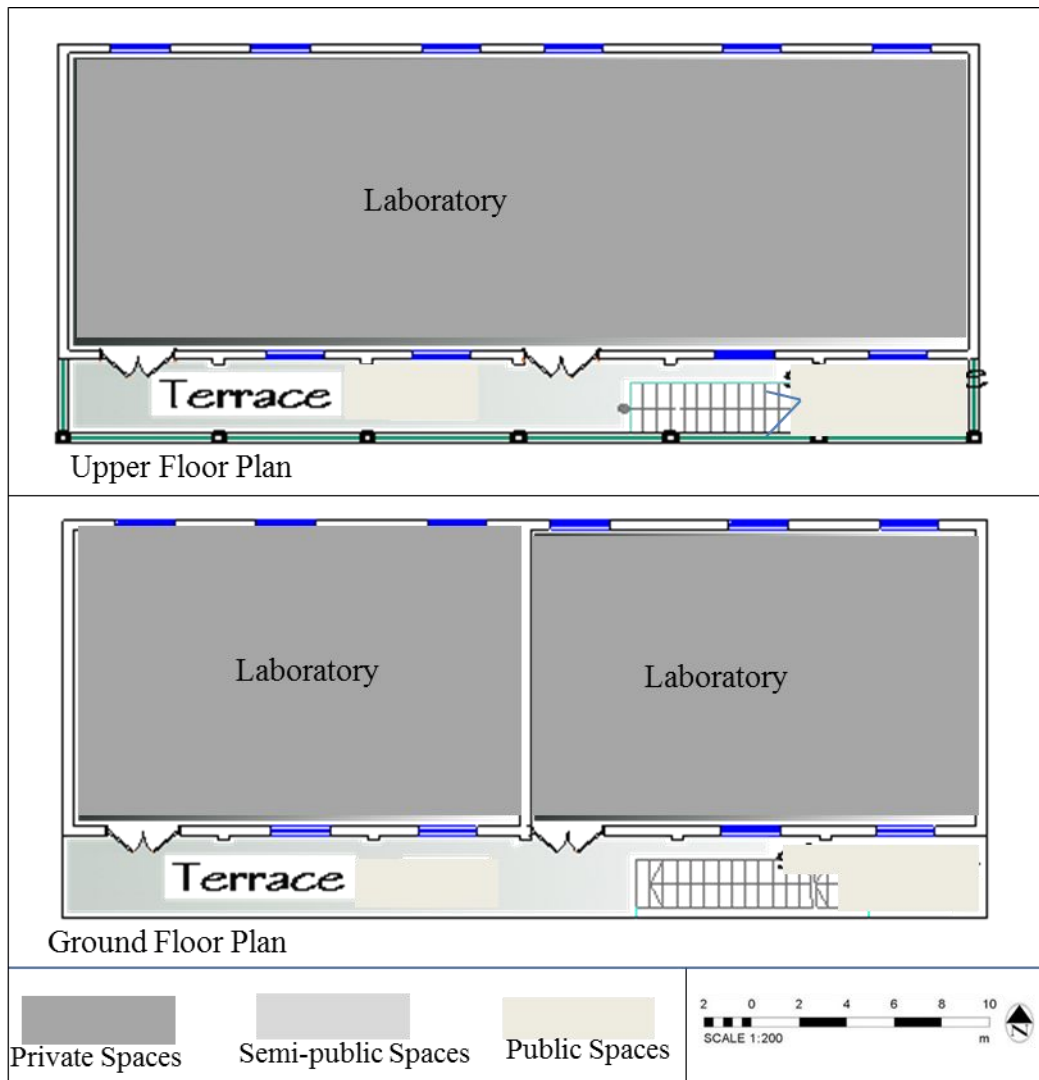 Laboratory
Terrace
Upper Floor Plan
Laboratory
Laboratory
Terrace
Ground Floor Plan
Private Spaces
Semi-public Spaces
Public Spaces
2 0 2 4 6 8 10
SCALE 1:200 m
N